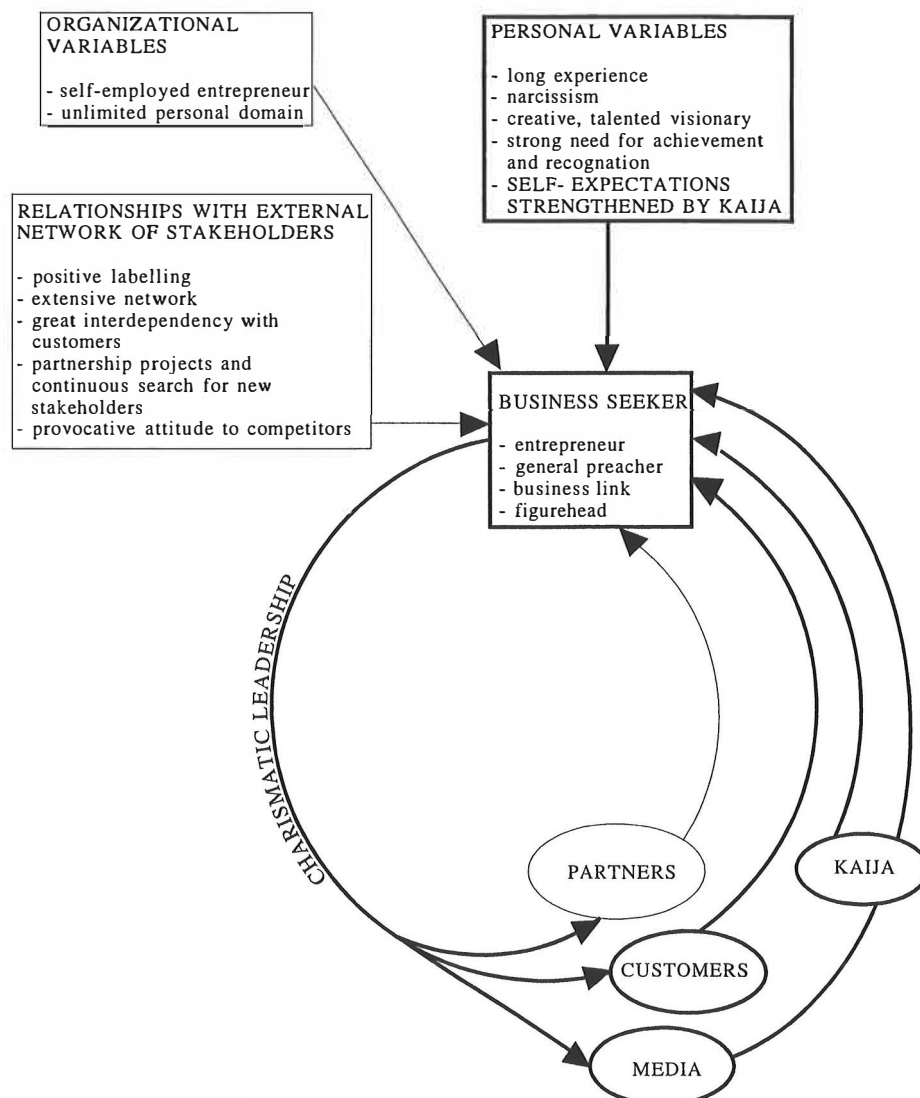 ORGANIZATIONAL
VARIABLES
- self-employed entrepreneur
- unlimited personal domain
PERSONAL VARIABLES
- long experience
- narcissism
- creative, talented visionary
- strong need for achievement
and recognation
- SELF- EXPECTATIONS
STRENGTHENED BY KAIJA
RELATIONSHIPS WITH EXTERNAL
NETWORK OF STAKEHOLDERS
- positive labelling
- extensive network
- great interdependency with
customers
- partnership projects and
continuous search for new
stakeholders
- provocative attitude to competitors
BUSINESS SEEKER
- entrepreneur
- general preacher
- business link
- figurehead
CHARISMATIC LEADERSHIP
PARTNERS
KAIJA
CUSTOMERS
MEDIA